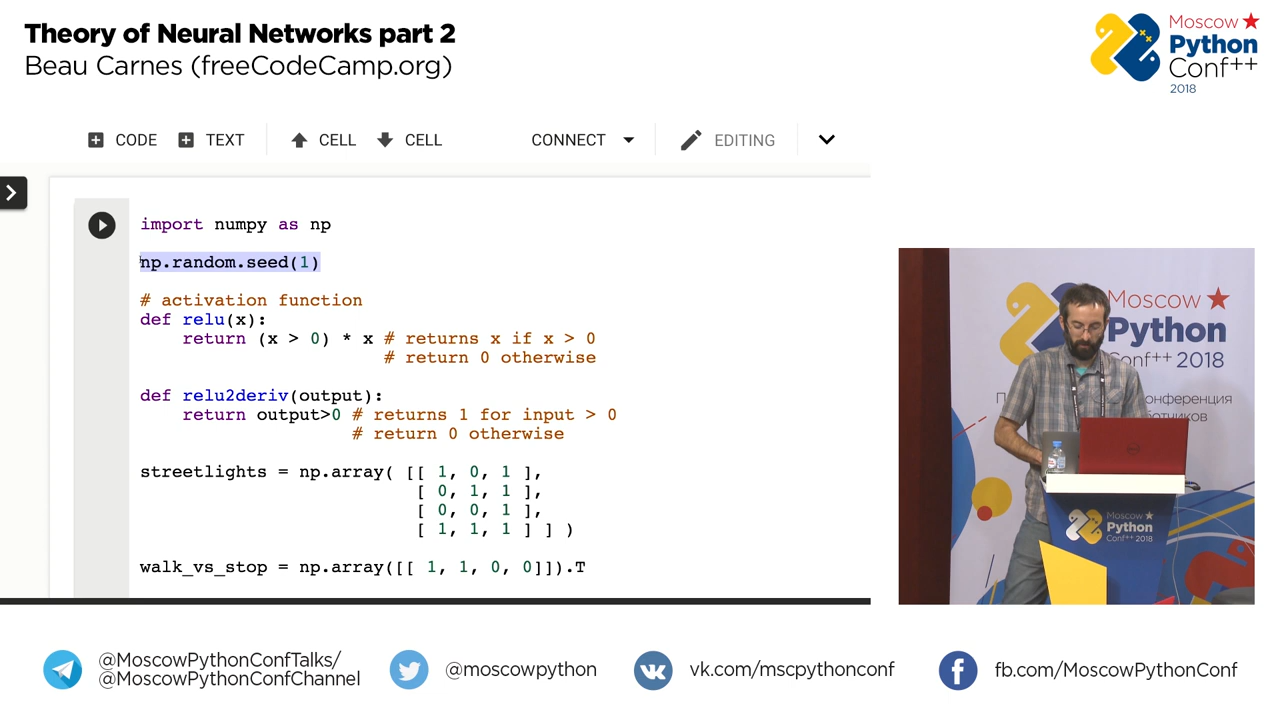 Theory of Neural Networks part 2
Beau Carnes (freeCodeCamp.org)
Moscow
Python
Conf++
2018
CODE TEXT CELL CELL CONNECT EDITING
import numpy as np
np.random.seed(1)
# activation function
def relu(x):
    return (x > 0) * x # returns x if x > 0
                       # return 0 otherwise
def relu2deriv(output):
    return output>0 # returns 1 for input > 0
                    # return 0 otherwise
streetlights = np.array( [[ 1, 0, 1 ],
                          [ 0, 1, 1 ],
                          [ 0, 0, 1 ],
                          [ 1, 1, 1 ] ] )
walk_vs_stop = np.array([[ 1, 1, 0, 0]]).T
Moscow
Python
Conf++ 2018
Moscow
Python
Conf++ 2018
@MoscowPythonConfTalks/
@MoscowPythonConfChannel
@moscowpython
vk.com/mscpythonconf
fb.com/MoscowPythonConf